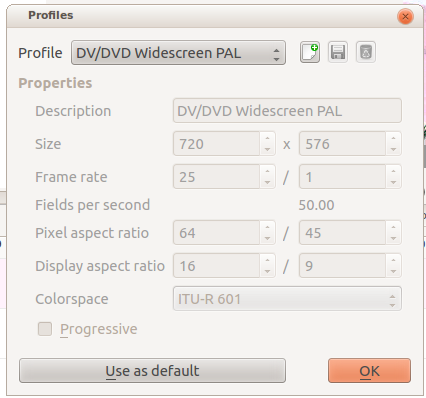 Profiles
Profile DV/DVD Widescreen PAL
Properties
Description DV/DVD Widescreen PAL
Size 720 x 576
Frame rate 25 / 1
Fields per second 50.00
Pixel aspect ratio 64 / 45
Display aspect ratio 16 / 9
Colorspace ITU-R 601
Progressive
Use as default OK